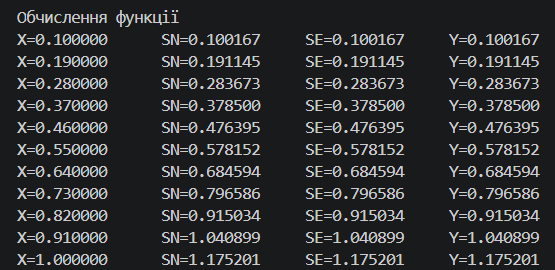 Обчислення функції
X=0.100000 SN=0.100167 SE=0.100167 Y=0.100167
X=0.190000 SN=0.191145 SE=0.191145 Y=0.191145
X=0.280000 SN=0.283673 SE=0.283673 Y=0.283673
X=0.370000 SN=0.378500 SE=0.378500 Y=0.378500
X=0.460000 SN=0.476395 SE=0.476395 Y=0.476395
X=0.550000 SN=0.578152 SE=0.578152 Y=0.578152
X=0.640000 SN=0.684594 SE=0.684594 Y=0.684594
X=0.730000 SN=0.796586 SE=0.796586 Y=0.796586
X=0.820000 SN=0.915034 SE=0.915034 Y=0.915034
X=0.910000 SN=1.040899 SE=1.040899 Y=1.040899
X=1.000000 SN=1.175201 SE=1.175201 Y=1.175201